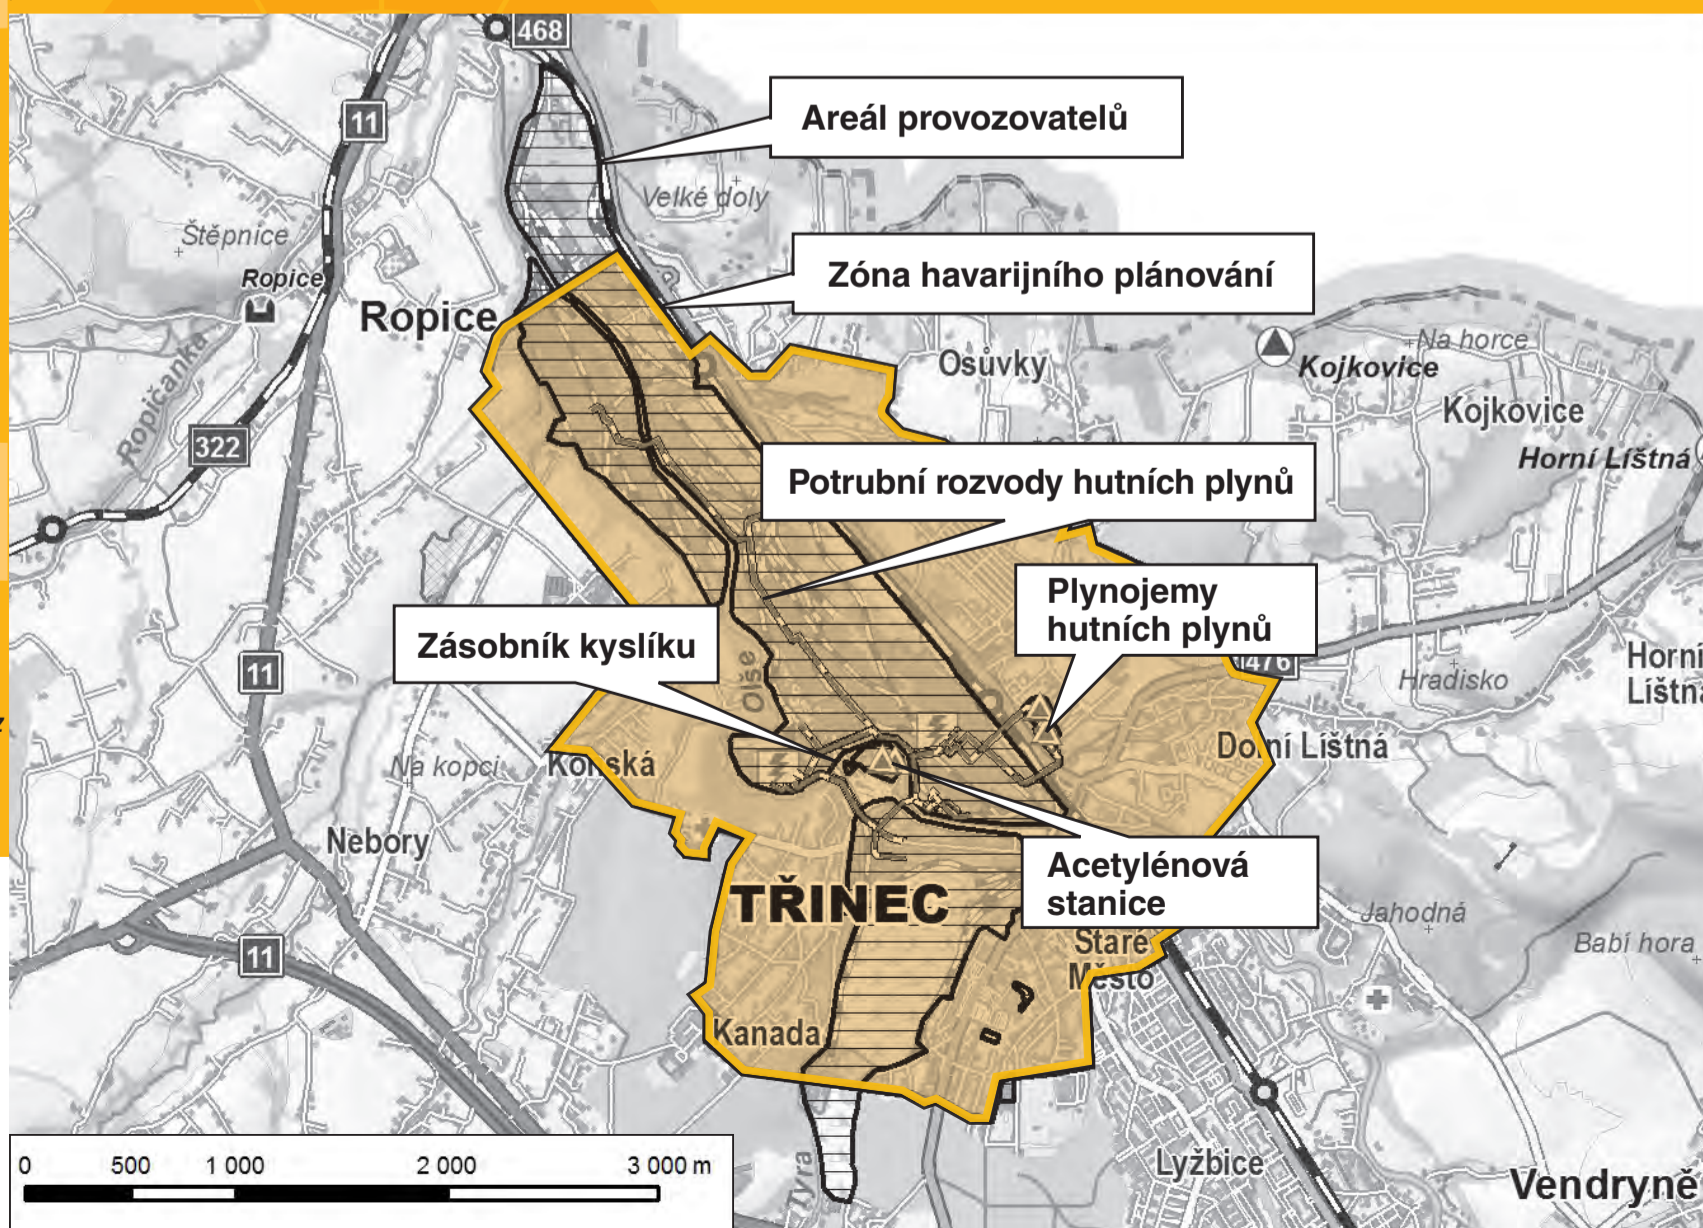 468
11
Areál provozovatelů
Velké doly
Štěpnice
Ropice
Zóna havarijního plánování
Ropice
Na horce
Osůvky
Kojkovice
Kojkovice
Ropičanka
322
Horní Líštná
Potrubní rozvody hutních plynů
Plynojemy
hutních plynů
Zásobník kyslíku
11
Olše
476
Horní
Líštn
Hradisko
Dolní Líštná
Na kopci
Konská
Nebory
Acetylénová
stanice
TŘINEC
Jahodná
Staré
Město
Babí hora
11
Kanada
0 500 1 000 2 000 3 000 m
Tyra
Lyžbice
Vendryně